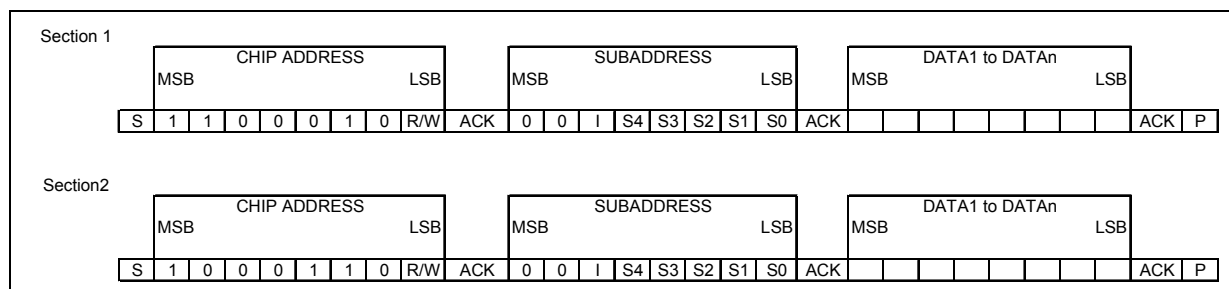 Section 1
CHIP ADDRESS SUBADDRESS DATA1 to DATAn
MSB LSB MSB LSB MSB LSB
S 1 1 0 0 0 1 0 R/W ACK 0 0 I S4 S3 S2 S1 S0 ACK ACK P
Section2
CHIP ADDRESS SUBADDRESS DATA1 to DATAn
MSB LSB MSB LSB MSB LSB
S 1 0 0 0 1 1 0 R/W ACK 0 0 I S4 S3 S2 S1 S0 ACK ACK P